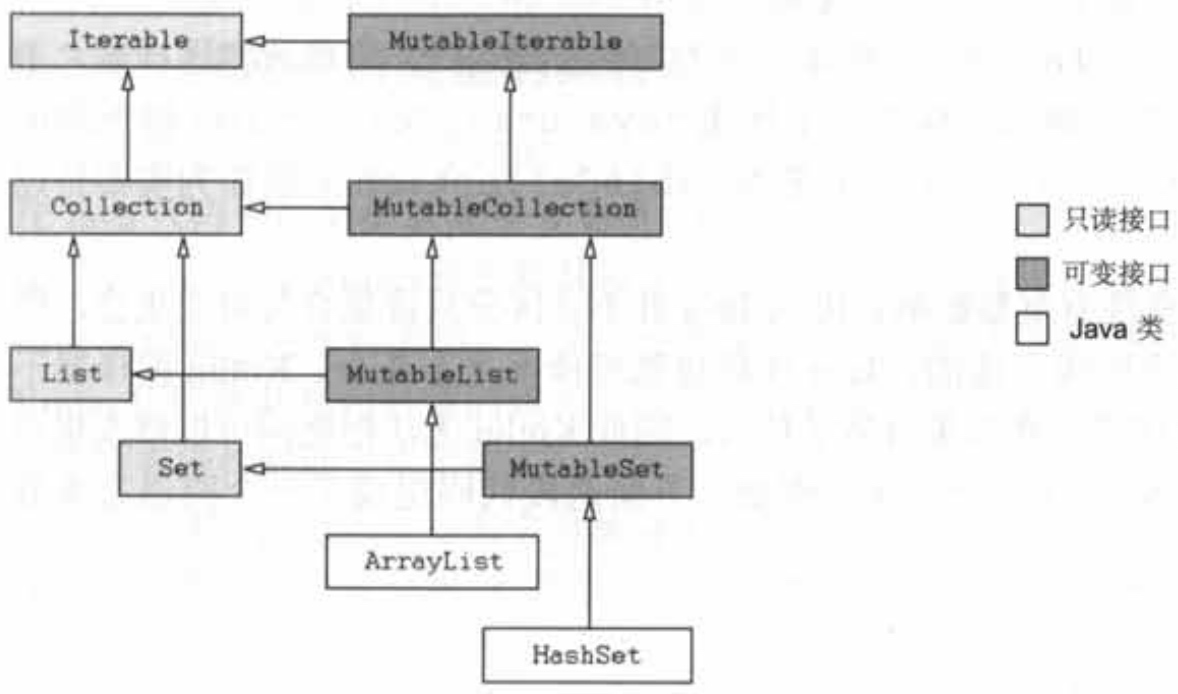 Iterable
MutableIterable
Collection
MutableCollection
只读接口
可变接口
Java 类
List
MutableList
Set
MutableSet
ArrayList
HashSet